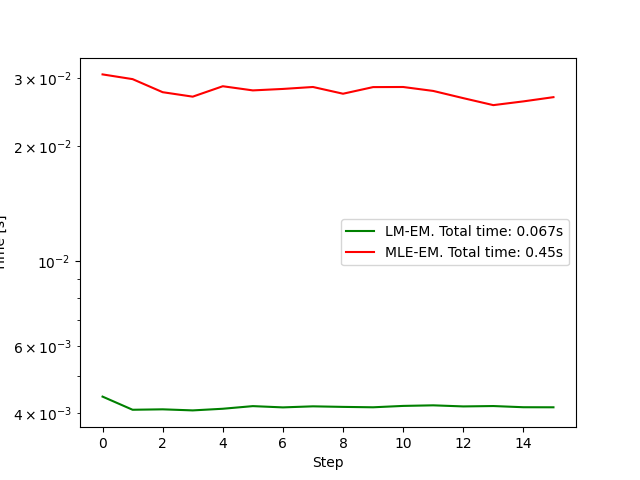 3 × 10⁻²
2 × 10⁻²
10⁻²
6 × 10⁻³
4 × 10⁻³
Time [s]
LM-EM. Total time: 0.067s
MLE-EM. Total time: 0.45s
0 2 4 6 8 10 12 14
Step